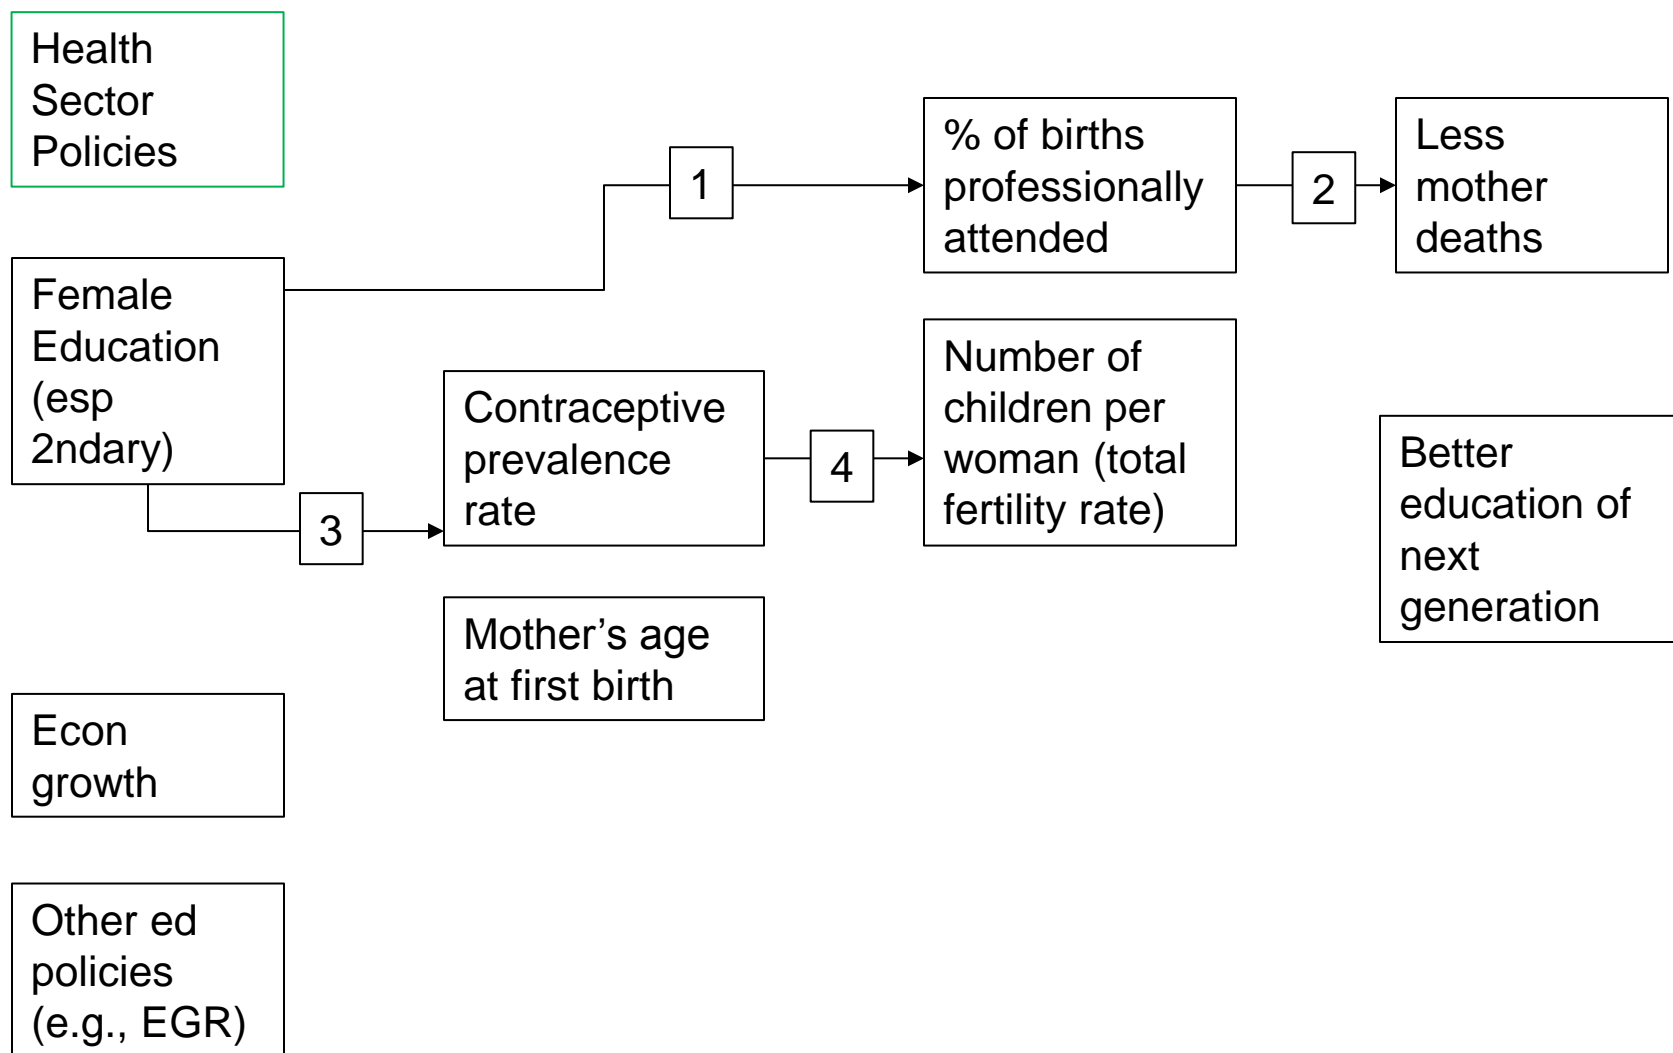 Health
Sector
Policies
1
% of births
professionally
attended
2
Less
mother
deaths
Female
Education
(esp
2ndary)
3
Contraceptive
prevalence
rate
4
Number of
children per
woman (total
fertility rate)
Better
education of
next
generation
Mother’s age
at first birth
Econ
growth
Other ed
policies
(e.g., EGR)